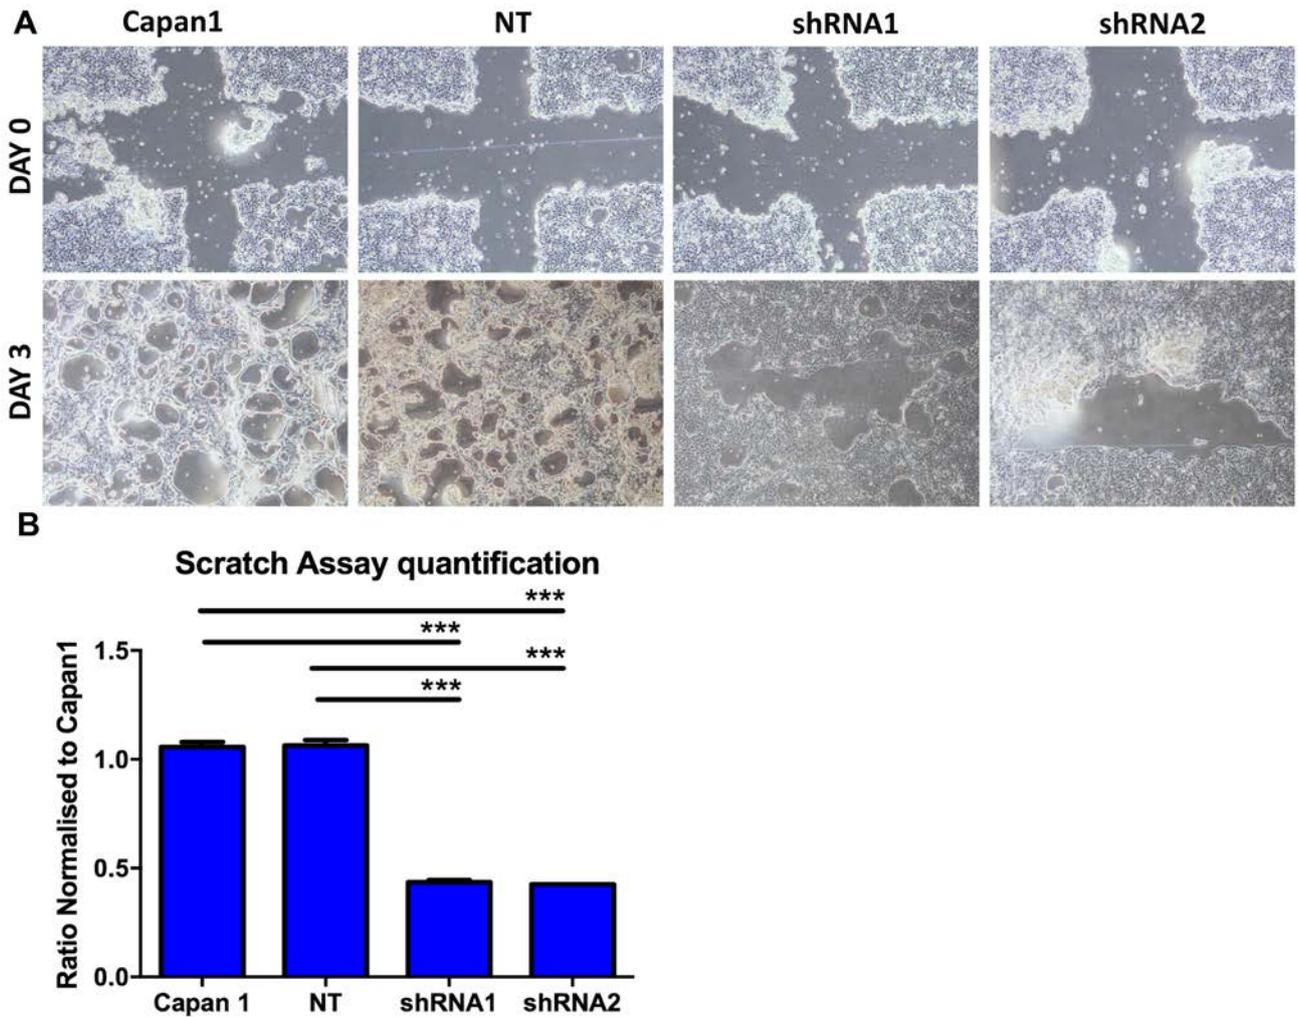 A
Capan1 NT shRNA1 shRNA2
DAY 0
DAY 3
B
Scratch Assay quantification
***
***
***
***
Ratio Normalised to Capan1
1.5
1.0
0.5
0.0
Capan 1 NT shRNA1 shRNA2